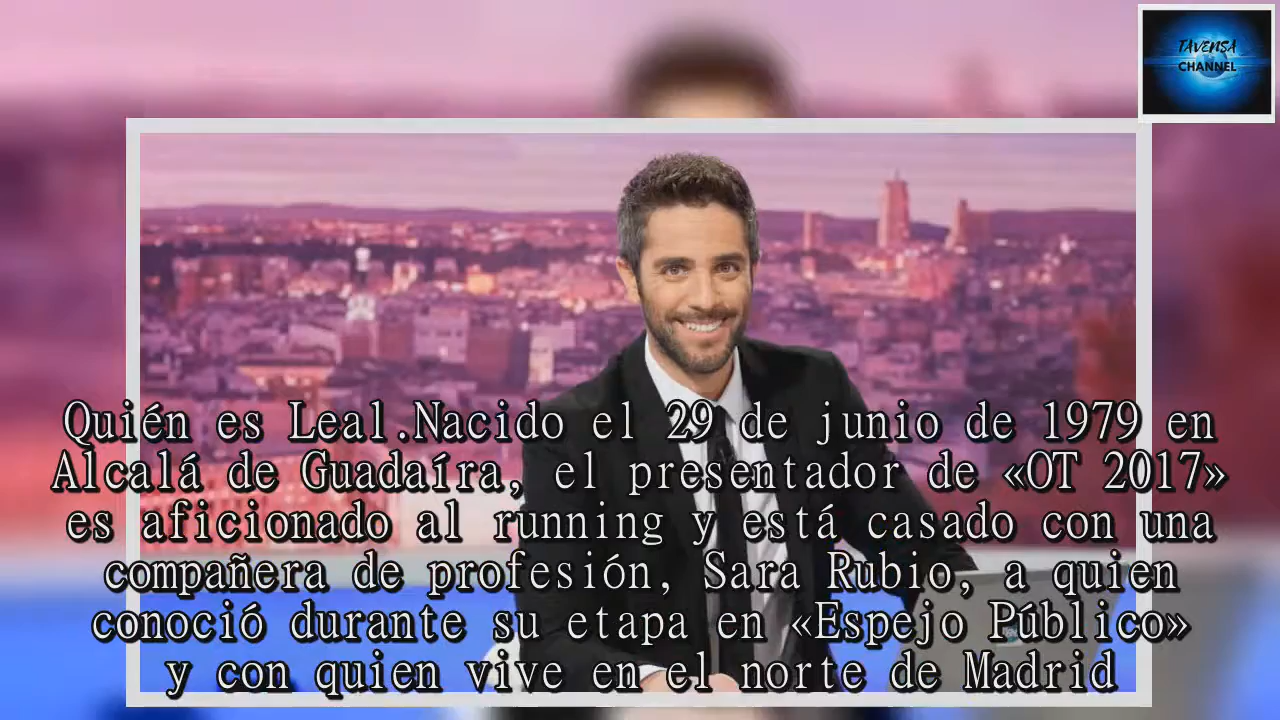 TAVENSA
CHANNEL
Quién es Leal.Nacido el 29 de junio de 1979 en
Alcalá de Guadaíra, el presentador de «OT 2017»
es aficionado al running y está casado con una
compañera de profesión, Sara Rubio, a quien
conoció durante su etapa en «Espejo Público»
y con quien vive en el norte de Madrid